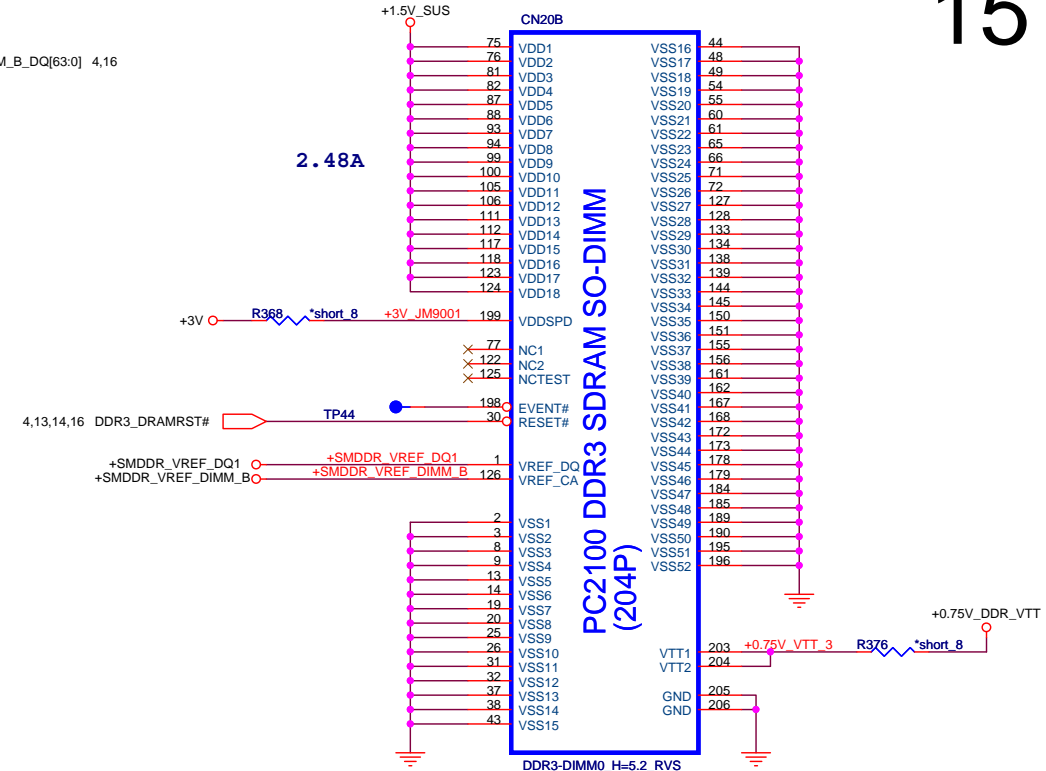 15
+1.5V_SUS
CN20B
M_B_DQ[63:0] 4,16
2.48A
75 VDD1 VSS16 44
76 VDD2 VSS17 48
81 VDD3 VSS18 49
82 VDD4 VSS19 54
87 VDD5 VSS20 55
88 VDD6 VSS21 60
93 VDD7 VSS22 61
94 VDD8 VSS23 65
99 VDD9 VSS24 66
100 VDD10 VSS25 71
105 VDD11 VSS26 72
106 VDD12 VSS27 127
111 VDD13 VSS28 128
112 VDD14 VSS29 133
117 VDD15 VSS30 134
118 VDD16 VSS31 138
123 VDD17 VSS32 139
124 VDD18 VSS33 144
VSS34 145
+3V R368 *short_8 +3V_JM9001 199 VDDSPD VSS35 150
VSS36 151
77 NC1 VSS37 155
122 NC2 VSS38 156
125 NCTEST VSS39 161
VSS40 162
198 EVENT# VSS41 167
4,13,14,16 DDR3_DRAMRST# TP44 30 RESET# VSS42 168
VSS43 172
VSS44 173
+SMDDR_VREF_DQ1 +SMDDR_VREF_DQ1 1 VREF_DQ VSS45 178
+SMDDR_VREF_DIMM_B +SMDDR_VREF_DIMM_B 126 VREF_CA VSS46 179
VSS47 184
VSS48 185
2 VSS1 VSS49 189
3 VSS2 VSS50 190
8 VSS3 VSS51 195
9 VSS4 VSS52 196
13 VSS5
14 VSS6
19 VSS7
20 VSS8
25 VSS9
26 VSS10 VTT1 203 +0.75V_VTT_3 R376 *short_8 +0.75V_DDR_VTT
31 VSS11 VTT2 204
32 VSS12
37 VSS13 GND 205
38 VSS14 GND 206
43 VSS15
PC2100 DDR3 SDRAM SO-DIMM
(204P)
DDR3-DIMM0_H=5.2_RVS